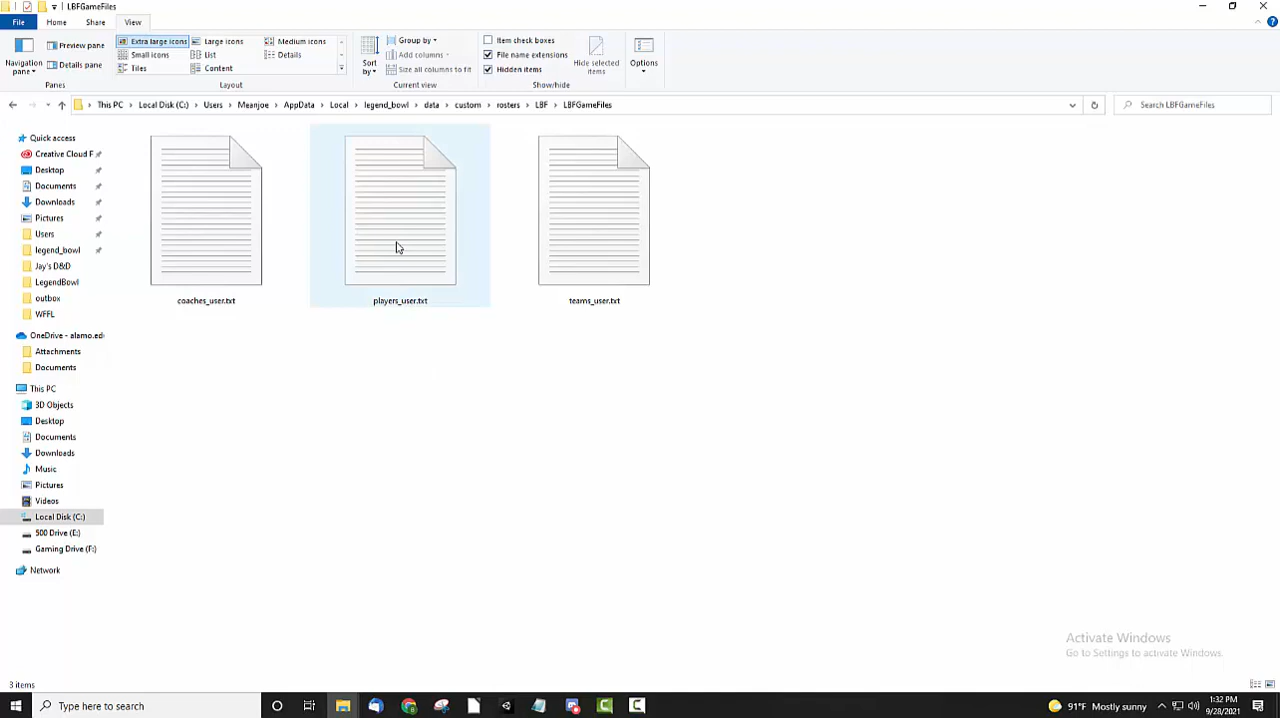 LBFGameFiles
File Home Share View
Navigation pane
Preview pane
Details pane
Panes
Extra large icons Large icons Medium icons
Small icons List Details
Tiles Content
Layout
Sort by
Group by
Add columns
Size all columns to fit
Current view
Item check boxes
File name extensions
Hidden items
Hide selected items
Show/hide
Options
This PC Local Disk (C:) Users Meanjoe AppData Local legend_bowl data custom rosters LBF LBFGameFiles
Search LBFGameFiles
Quick access
Creative Cloud F
Desktop
Documents
Downloads
Pictures
Users
legend_bowl
Jay's D&D
LegendBowl
outbox
WFFL
OneDrive - alamo.ed
Attachments
Documents
This PC
3D Objects
Desktop
Documents
Downloads
Music
Pictures
Videos
Local Disk (C:)
500 Drive (E:)
Gaming Drive (F:)
Network
coaches_user.txt
players_user.txt
teams_user.txt
Activate Windows
Go to Settings to activate Windows.
3 items
Type here to search
91°F Mostly sunny
1:32 PM
9/28/2021